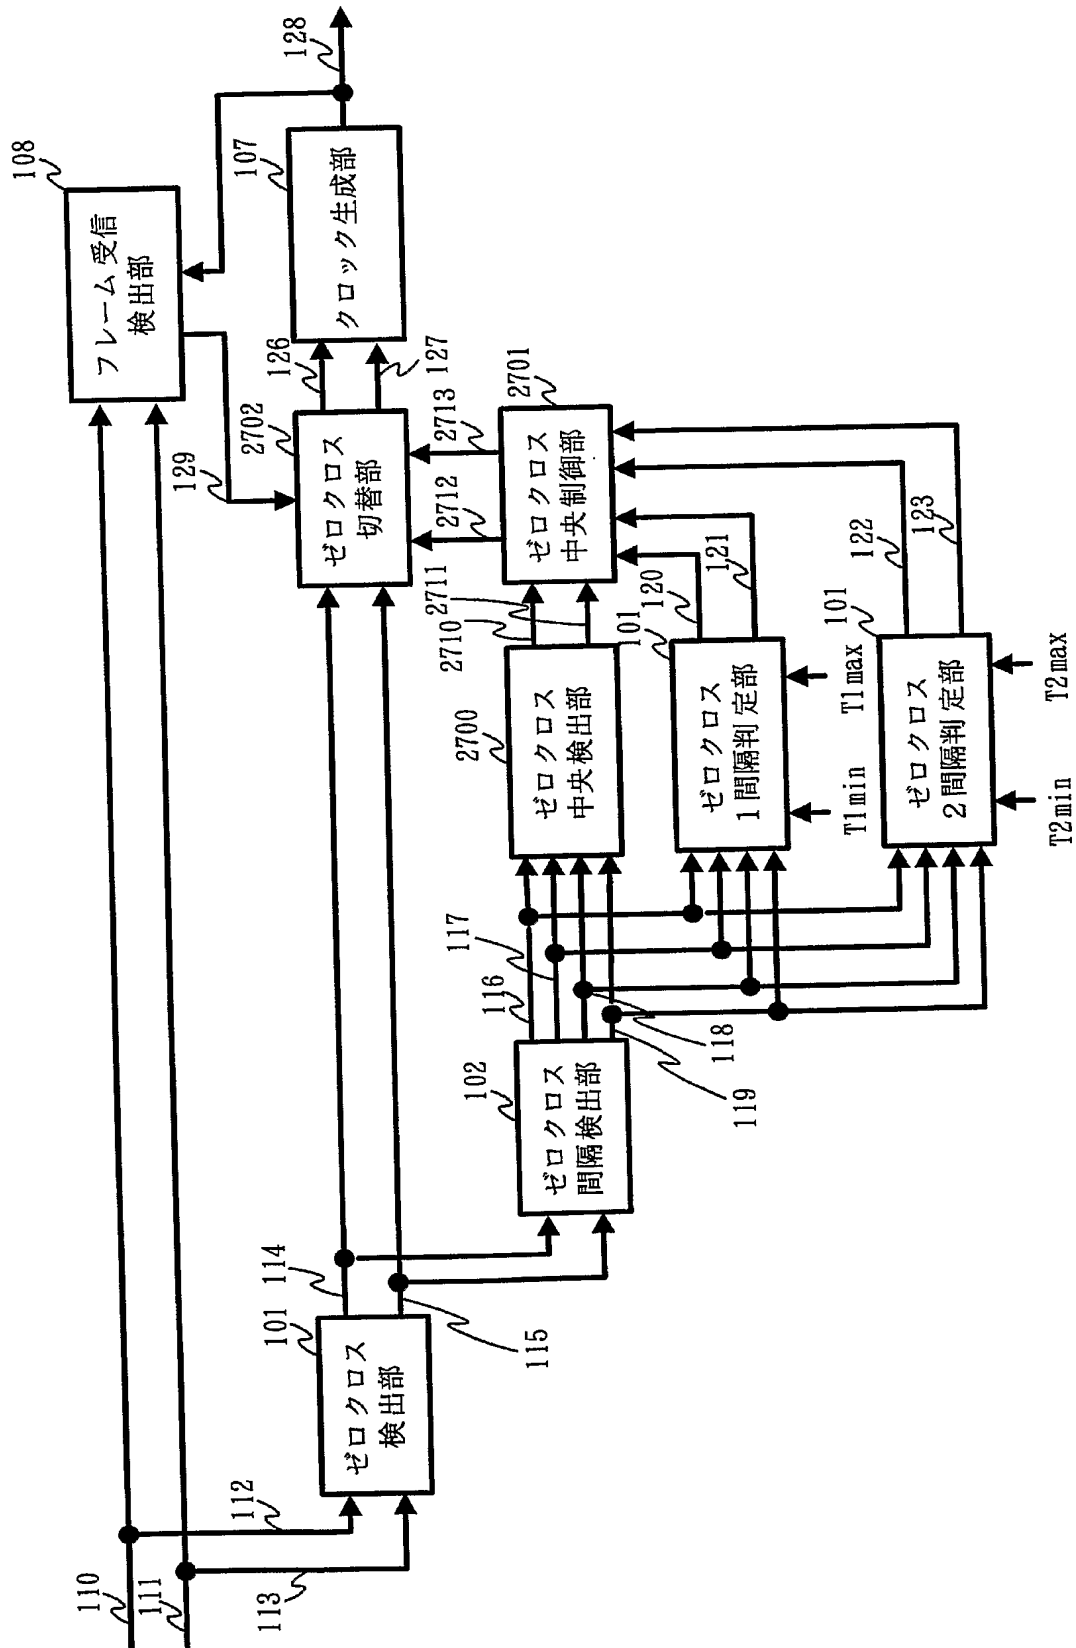 110
111
112
113
ゼロクロス
検出部
101
114
115
ゼロクロス
間隔検出部
102
116
117
118
119
ゼロクロス
中央検出部
2700
2710
2711
ゼロクロス
1間隔判定部
101
T1min
T1max
120
121
ゼロクロス
2間隔判定部
101
T2min
T2max
122
123
ゼロクロス
中央制御部
2701
2712
2713
ゼロクロス
切替部
2702
129
126
127
クロック生成部
107
フレーム受信
検出部
108
128